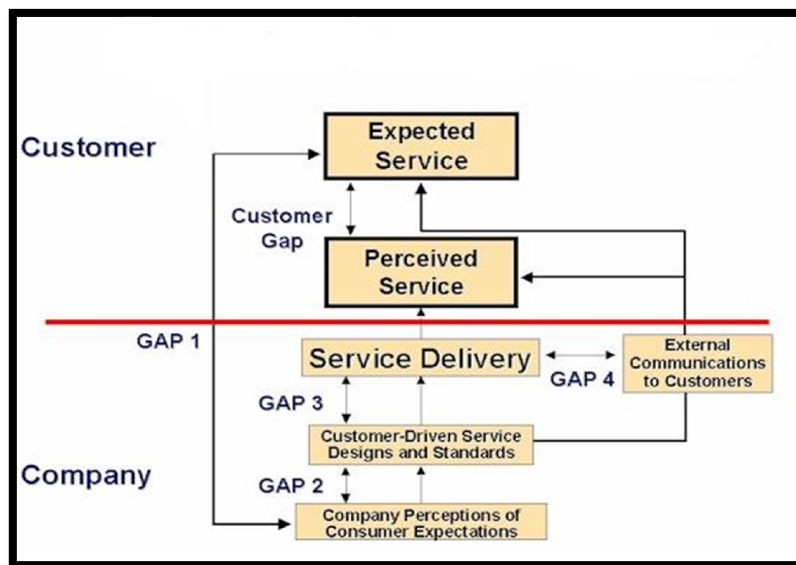 Customer
Expected
Service
Customer
Gap
Perceived
Service
GAP 1
Service Delivery
GAP 4
External
Communications
to Customers
GAP 3
Customer-Driven Service
Designs and Standards
Company
GAP 2
Company Perceptions of
Consumer Expectations